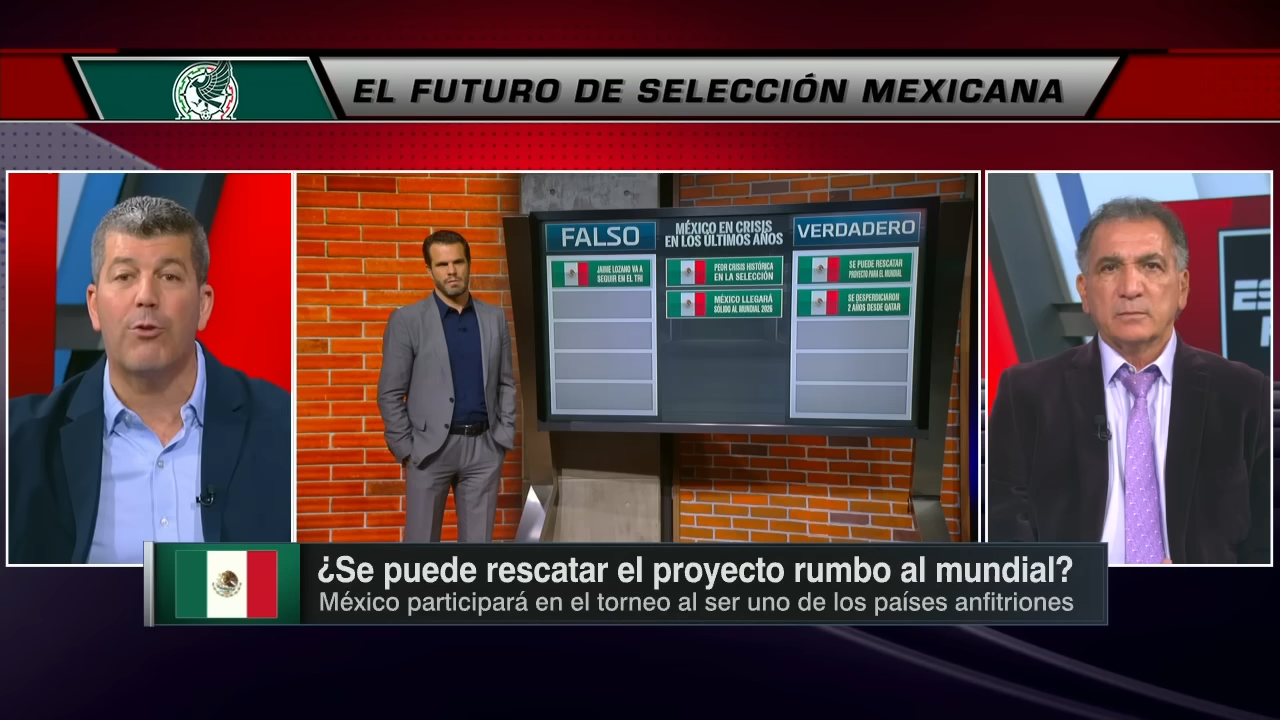 EL FUTURO DE SELECCIÓN MEXICANA
FALSO
MÉXICO EN CRISIS
EN LOS ÚLTIMOS AÑOS
VERDADERO
JAIME LOZANO VA A
SEGUIR EN EL TRI
PEOR CRISIS HISTÓRICA
EN LA SELECCIÓN
SE PUEDE RESCATAR
PROYECTO PARA EL MUNDIAL
MÉXICO LLEGARÁ
SÓLIDO AL MUNDIAL 2026
SE DESPERDICIARON
2 AÑOS DESDE QATAR
¿Se puede rescatar el proyecto rumbo al mundial?
México participará en el torneo al ser uno de los países anfitriones